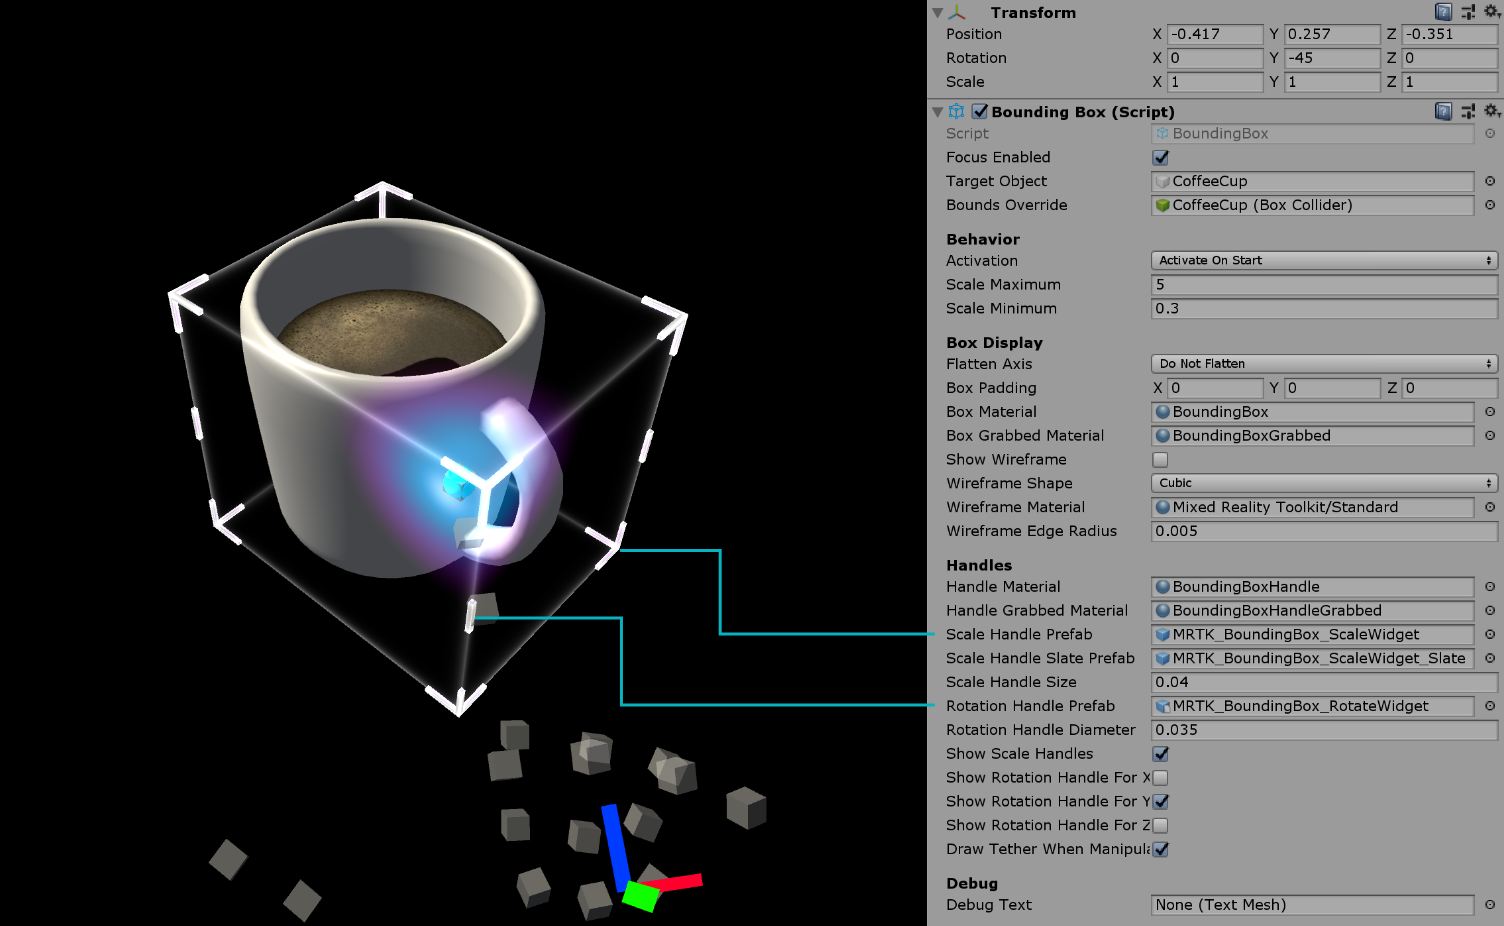 Transform
Position X -0.417 Y 0.257 Z -0.351
Rotation X 0 Y -45 Z 0
Scale X 1 Y 1 Z 1
Bounding Box (Script)
Script BoundingBox
Focus Enabled
Target Object CoffeeCup
Bounds Override CoffeeCup (Box Collider)
Behavior
Activation Activate On Start
Scale Maximum 5
Scale Minimum 0.3
Box Display
Flatten Axis Do Not Flatten
Box Padding X 0 Y 0 Z 0
Box Material BoundingBox
Box Grabbed Material BoundingBoxGrabbed
Show Wireframe
Wireframe Shape Cubic
Wireframe Material Mixed Reality Toolkit/Standard
Wireframe Edge Radius 0.005
Handles
Handle Material BoundingBoxHandle
Handle Grabbed Material BoundingBoxHandleGrabbed
Scale Handle Prefab MRTK_BoundingBox_ScaleWidget
Scale Handle Slate Prefab MRTK_BoundingBox_ScaleWidget_Slate
Scale Handle Size 0.04
Rotation Handle Prefab MRTK_BoundingBox_RotateWidget
Rotation Handle Diameter 0.035
Show Scale Handles
Show Rotation Handle For X
Show Rotation Handle For Y
Show Rotation Handle For Z
Draw Tether When Manipula
Debug
Debug Text None (Text Mesh)